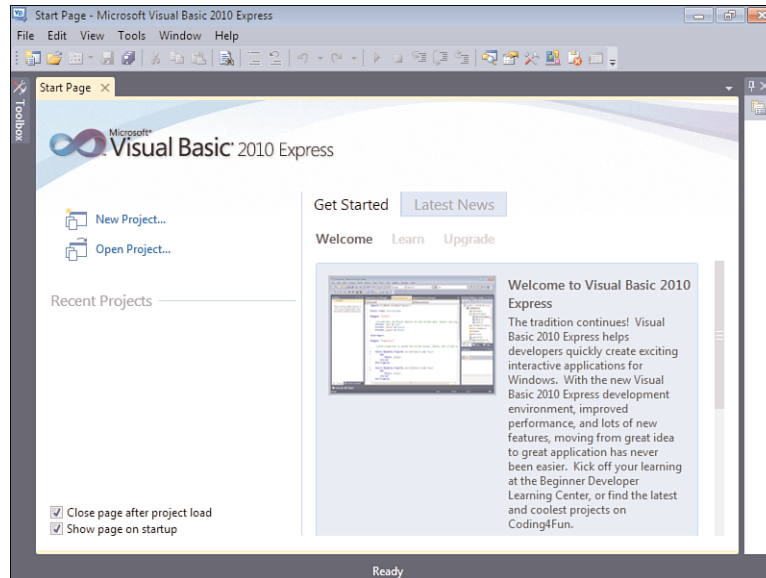 Start Page - Microsoft Visual Basic 2010 Express
File Edit View Tools Window Help
Start Page
Toolbox
Microsoft®
Visual Basic® 2010 Express
New Project...
Open Project...
Recent Projects
Close page after project load
Show page on startup
Get Started Latest News
Welcome Learn Upgrade
Welcome to Visual Basic 2010
Express
The tradition continues! Visual
Basic 2010 Express helps
developers quickly create exciting
interactive applications for
Windows. With the new Visual
Basic 2010 Express development
environment, improved
performance, and lots of new
features, moving from great idea
to great application has never
been easier. Kick off your learning
at the Beginner Developer
Learning Center, or find the latest
and coolest projects on
Coding4Fun.
Ready